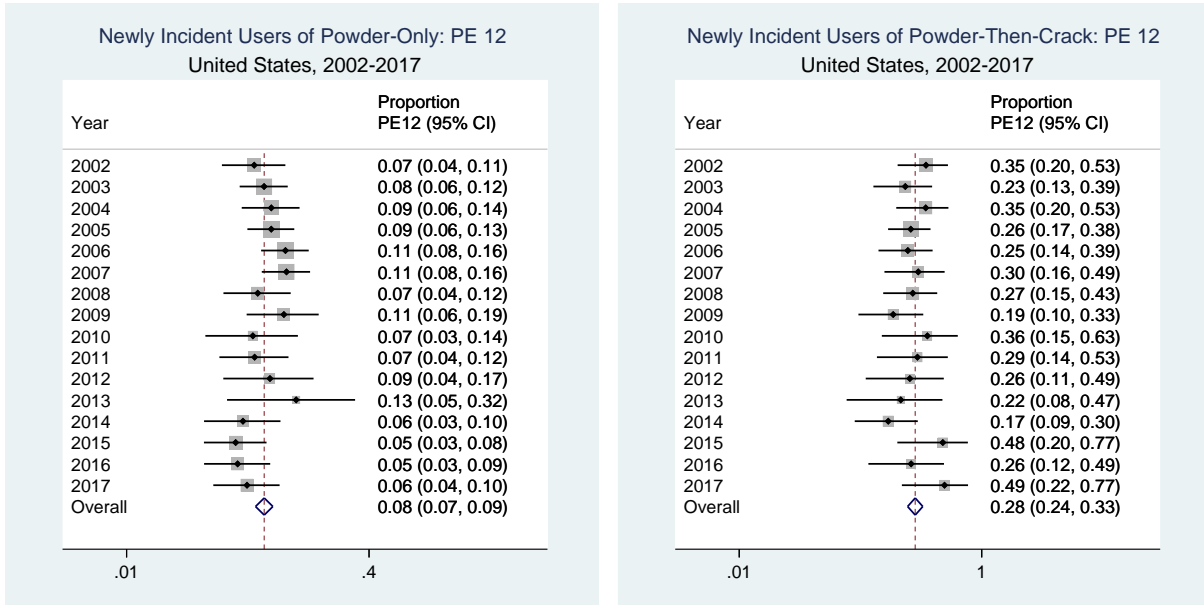 Newly Incident Users of Powder-Only: PE 12
United States, 2002-2017
Proportion
Year PE12 (95% CI)
2002 0.07 (0.04, 0.11)
2003 0.08 (0.06, 0.12)
2004 0.09 (0.06, 0.14)
2005 0.09 (0.06, 0.13)
2006 0.11 (0.08, 0.16)
2007 0.11 (0.08, 0.16)
2008 0.07 (0.04, 0.12)
2009 0.11 (0.06, 0.19)
2010 0.07 (0.03, 0.14)
2011 0.07 (0.04, 0.12)
2012 0.09 (0.04, 0.17)
2013 0.13 (0.05, 0.32)
2014 0.06 (0.03, 0.10)
2015 0.05 (0.03, 0.08)
2016 0.05 (0.03, 0.09)
2017 0.06 (0.04, 0.10)
Overall 0.08 (0.07, 0.09)
.01 .4
Newly Incident Users of Powder-Then-Crack: PE 12
United States, 2002-2017
Proportion
Year PE12 (95% CI)
2002 0.35 (0.20, 0.53)
2003 0.23 (0.13, 0.39)
2004 0.35 (0.20, 0.53)
2005 0.26 (0.17, 0.38)
2006 0.25 (0.14, 0.39)
2007 0.30 (0.16, 0.49)
2008 0.27 (0.15, 0.43)
2009 0.19 (0.10, 0.33)
2010 0.36 (0.15, 0.63)
2011 0.29 (0.14, 0.53)
2012 0.26 (0.11, 0.49)
2013 0.22 (0.08, 0.47)
2014 0.17 (0.09, 0.30)
2015 0.48 (0.20, 0.77)
2016 0.26 (0.12, 0.49)
2017 0.49 (0.22, 0.77)
Overall 0.28 (0.24, 0.33)
.01 1